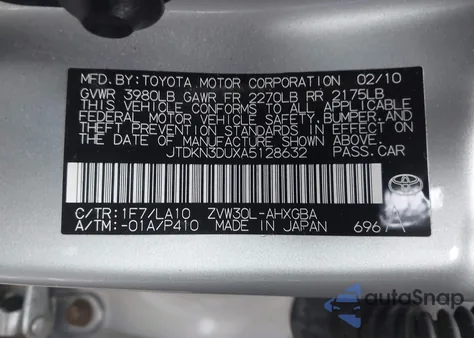 MFD. BY: TOYOTA MOTOR CORPORATION 02/10
GVWR 3980LB GAWR FR 2270LB RR 2175LB
THIS VEHICLE CONFORMS TO ALL APPLICABLE
FEDERAL MOTOR VEHICLE SAFETY, BUMPER,
AND THEFT PREVENTION STANDARDS IN EFFECT ON
THE DATE OF MANUFACTURE SHOWN ABOVE.
JTDKN3DUXA5128632 PASS. CAR
C/TR: 1F7/LA10 ZVW30L-AHXGBA
A/TM: -01A/P410 MADE IN JAPAN 696
TOYOTA
autoSnap